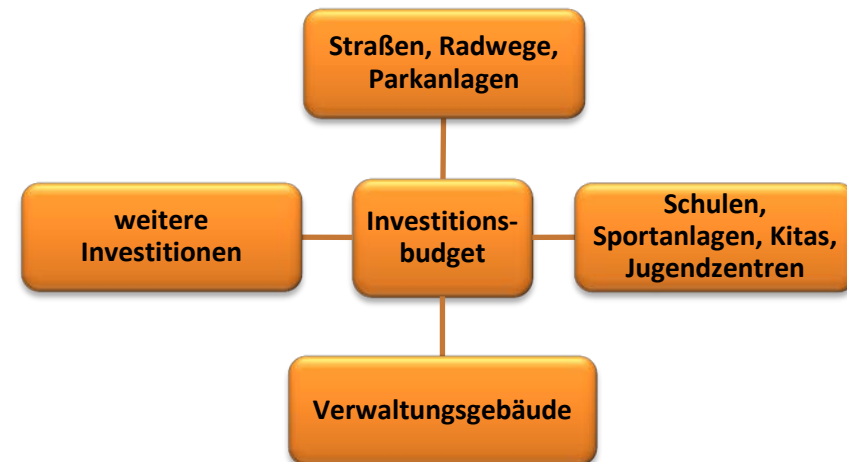 Straßen, Radwege,
Parkanlagen
weitere
Investitionen
Investitions-
budget
Schulen,
Sportanlagen, Kitas,
Jugendzentren
Verwaltungsgebäude